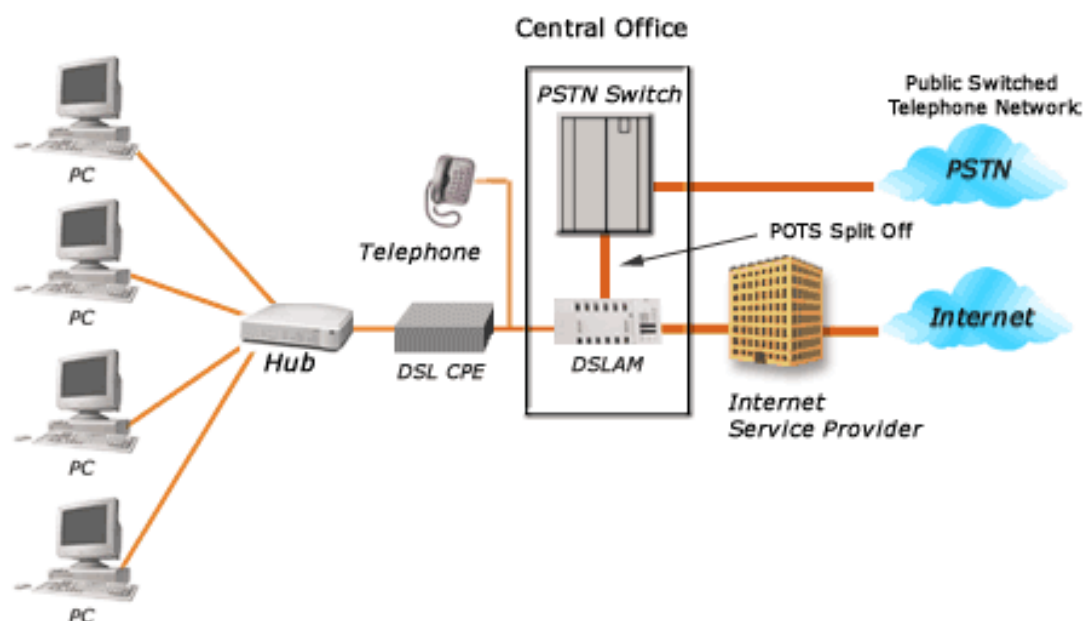 Central Office
PSTN Switch
Public Switched
Telephone Network:
PSTN
PC
Telephone
POTS Split Off
PC
Hub
DSL CPE
DSLAM
Internet
Internet
Service Provider
PC
PC